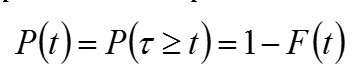 P(t) = P(τ ≥ t) = 1 − F(t)